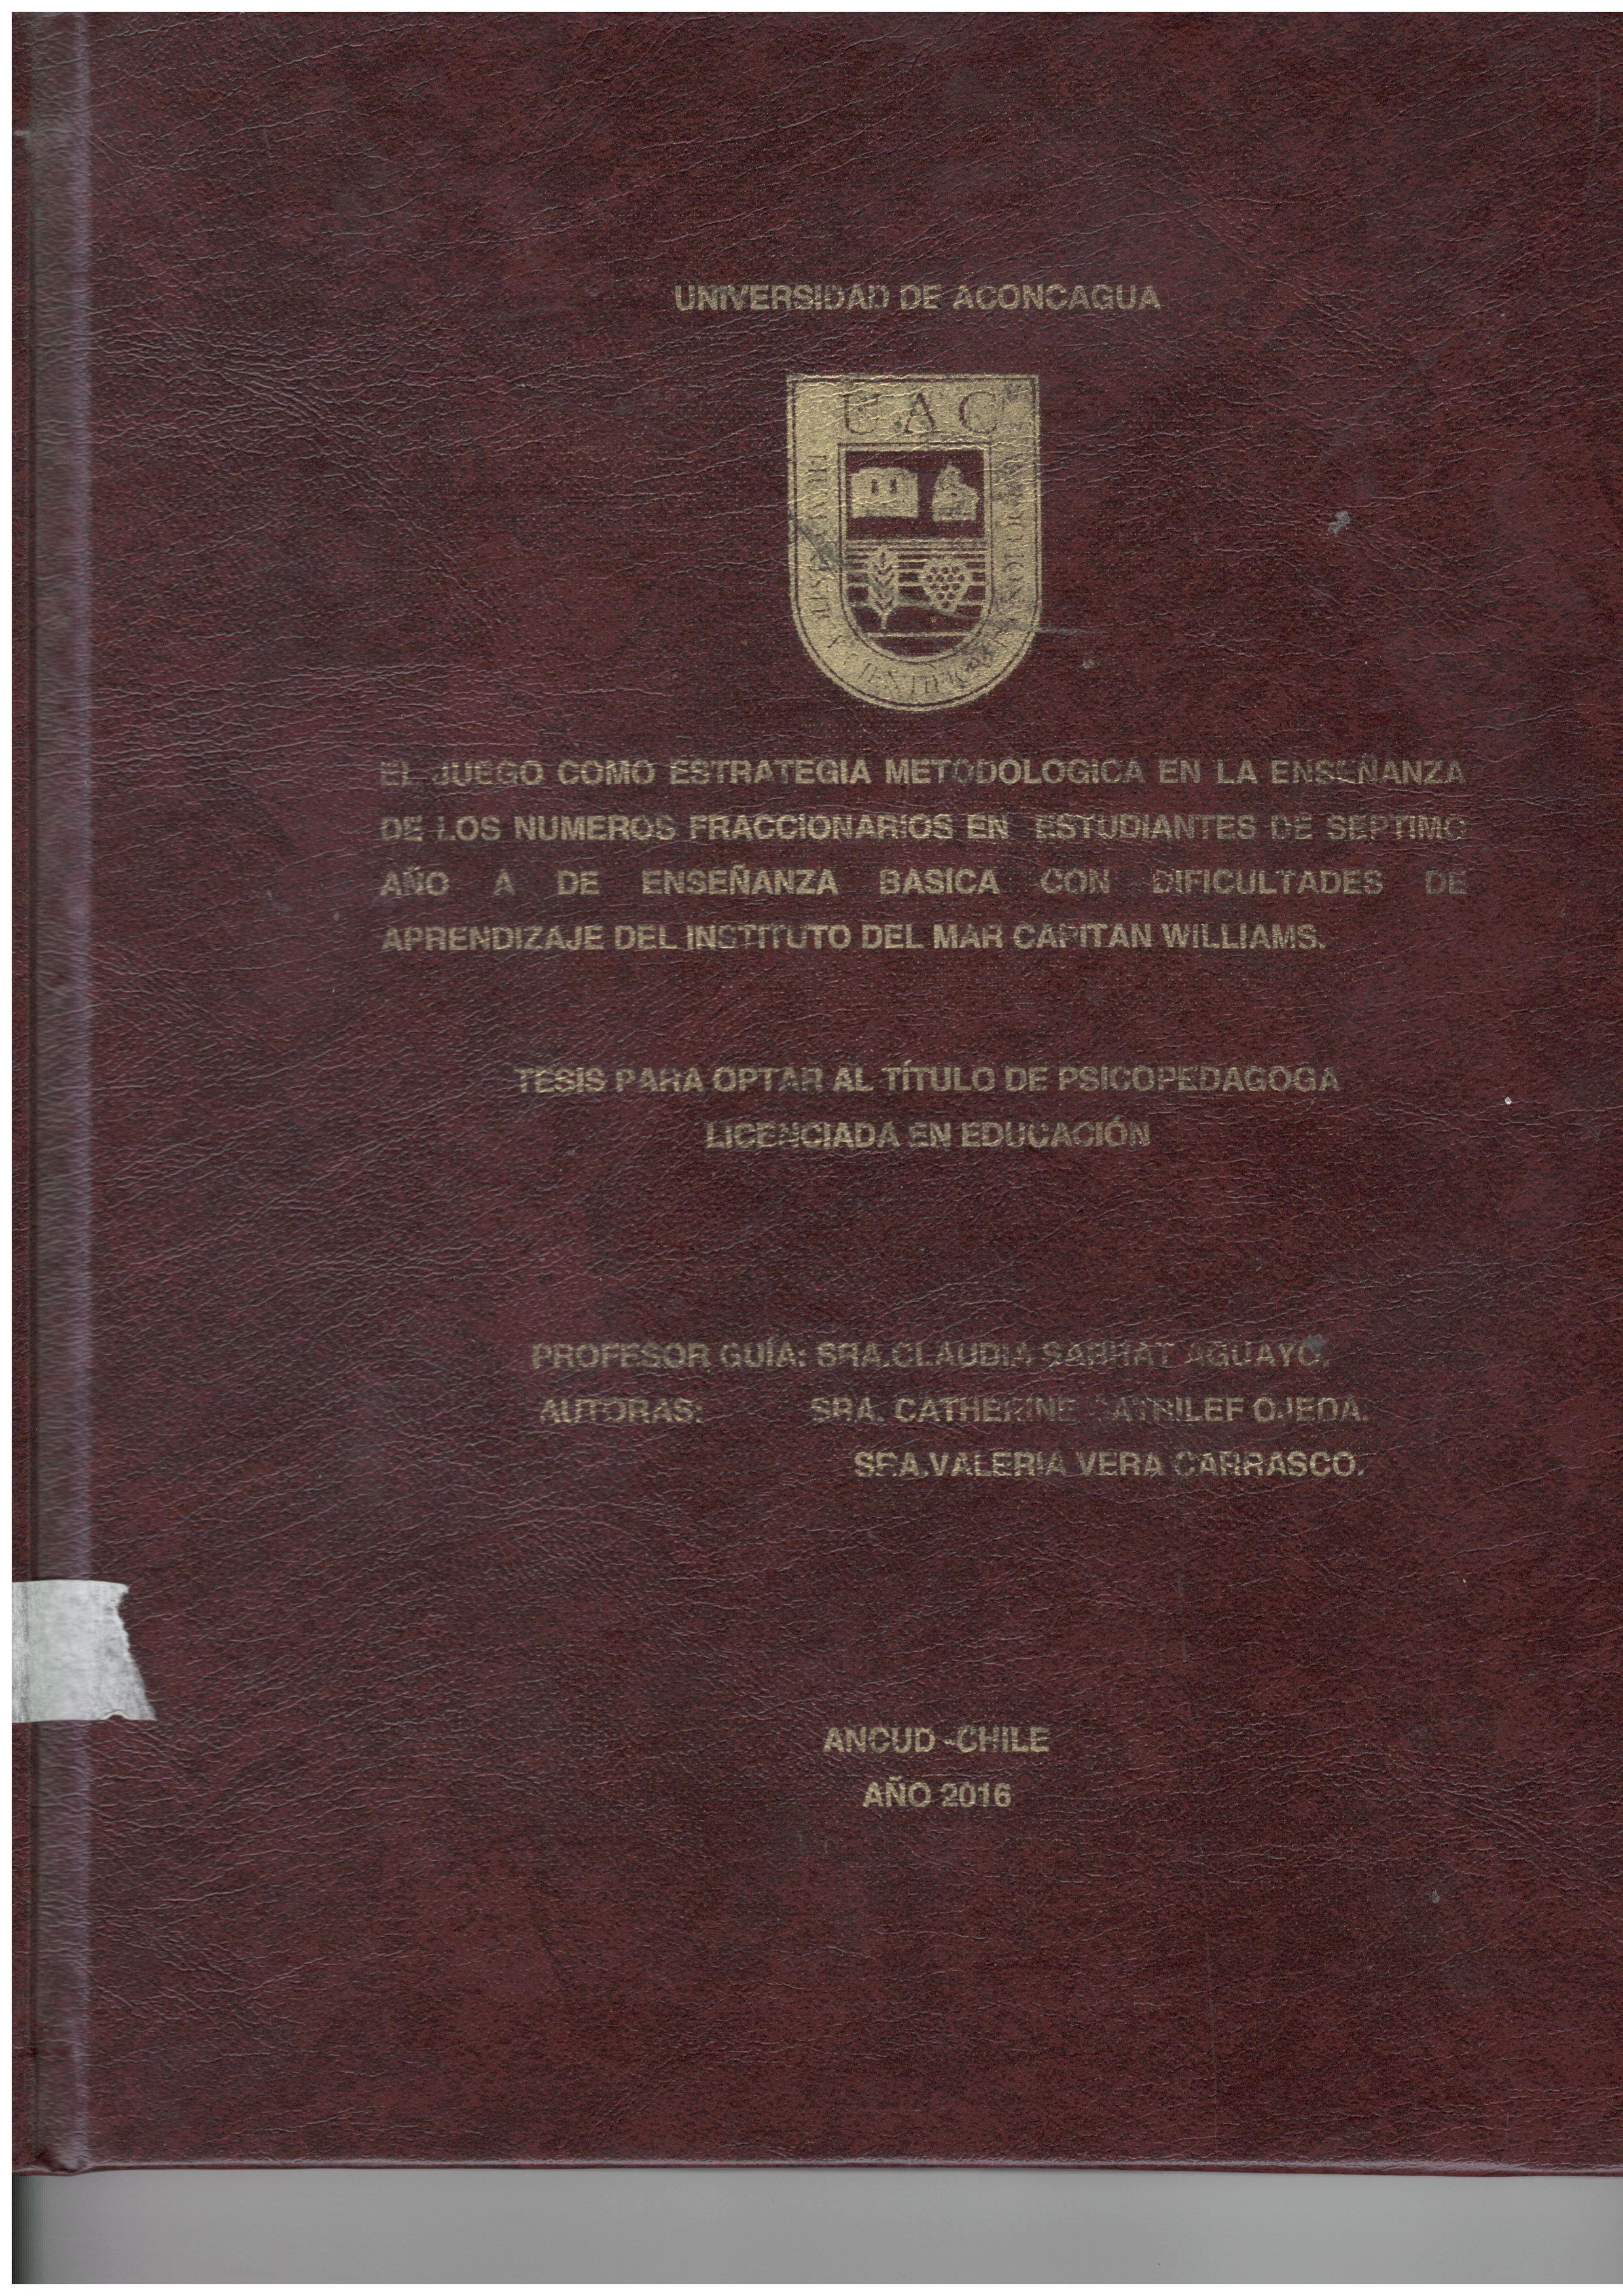 UNIVERSIDAD DE ACONCAGUA
UAC
EL JUEGO COMO ESTRATEGIA METODOLOGICA EN LA ENSEÑANZA
DE LOS NUMEROS FRACCIONARIOS EN ESTUDIANTES DE SEPTIMO
AÑO A DE ENSEÑANZA BASICA CON DIFICULTADES DE
APRENDIZAJE DEL INSTITUTO DEL MAR CAPITAN WILLIAMS.
TESIS PARA OPTAR AL TÍTULO DE PSICOPEDAGOGA
LICENCIADA EN EDUCACIÓN
PROFESOR GUÍA: SRA.CLAUDIA AGUAYO.
AUTORAS: SRA. CATHERINE CATRILEF OJEDA.
SRA.VALERIA VERA CARRASCO.
ANCUD -CHILE
AÑO 2016